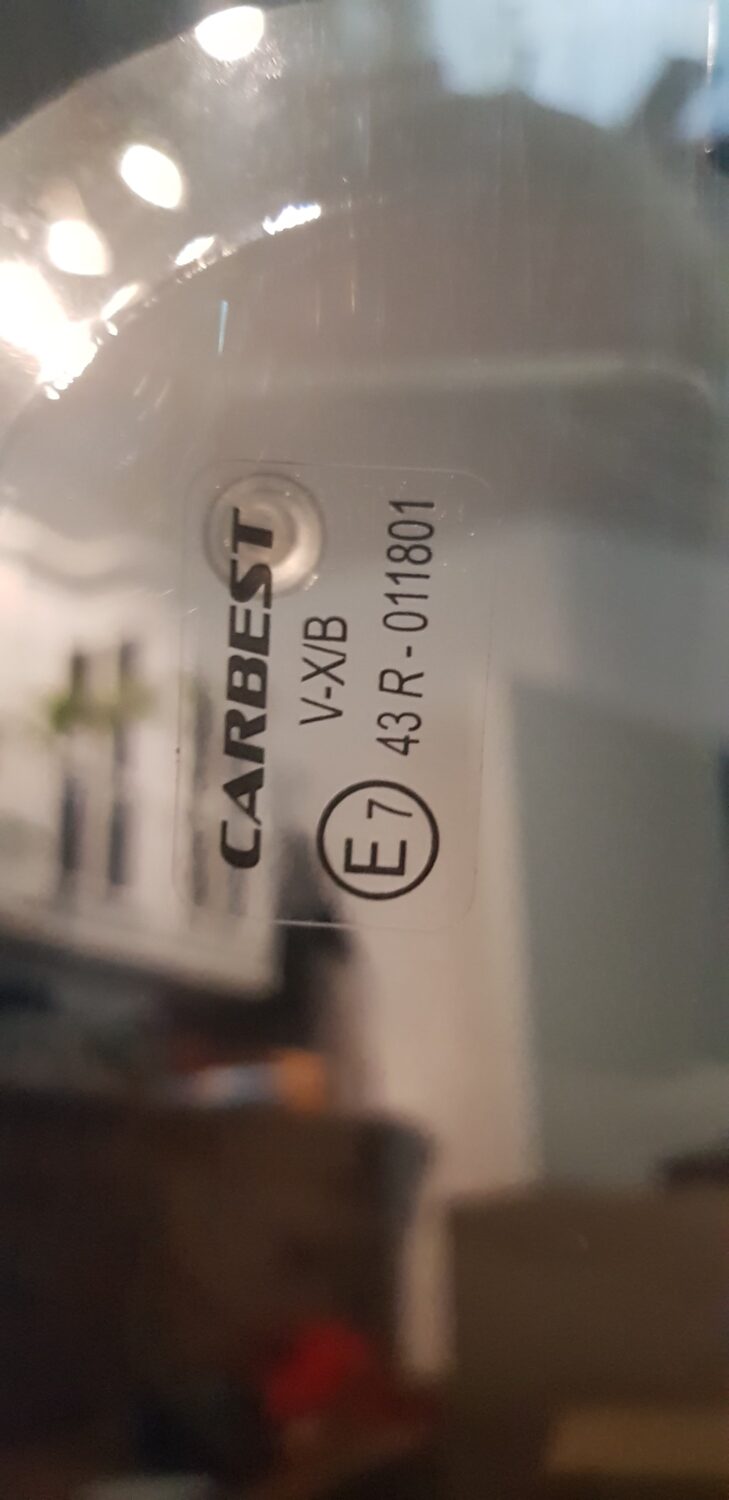 CARBEST
V-X/B
E7 43 R - 011801